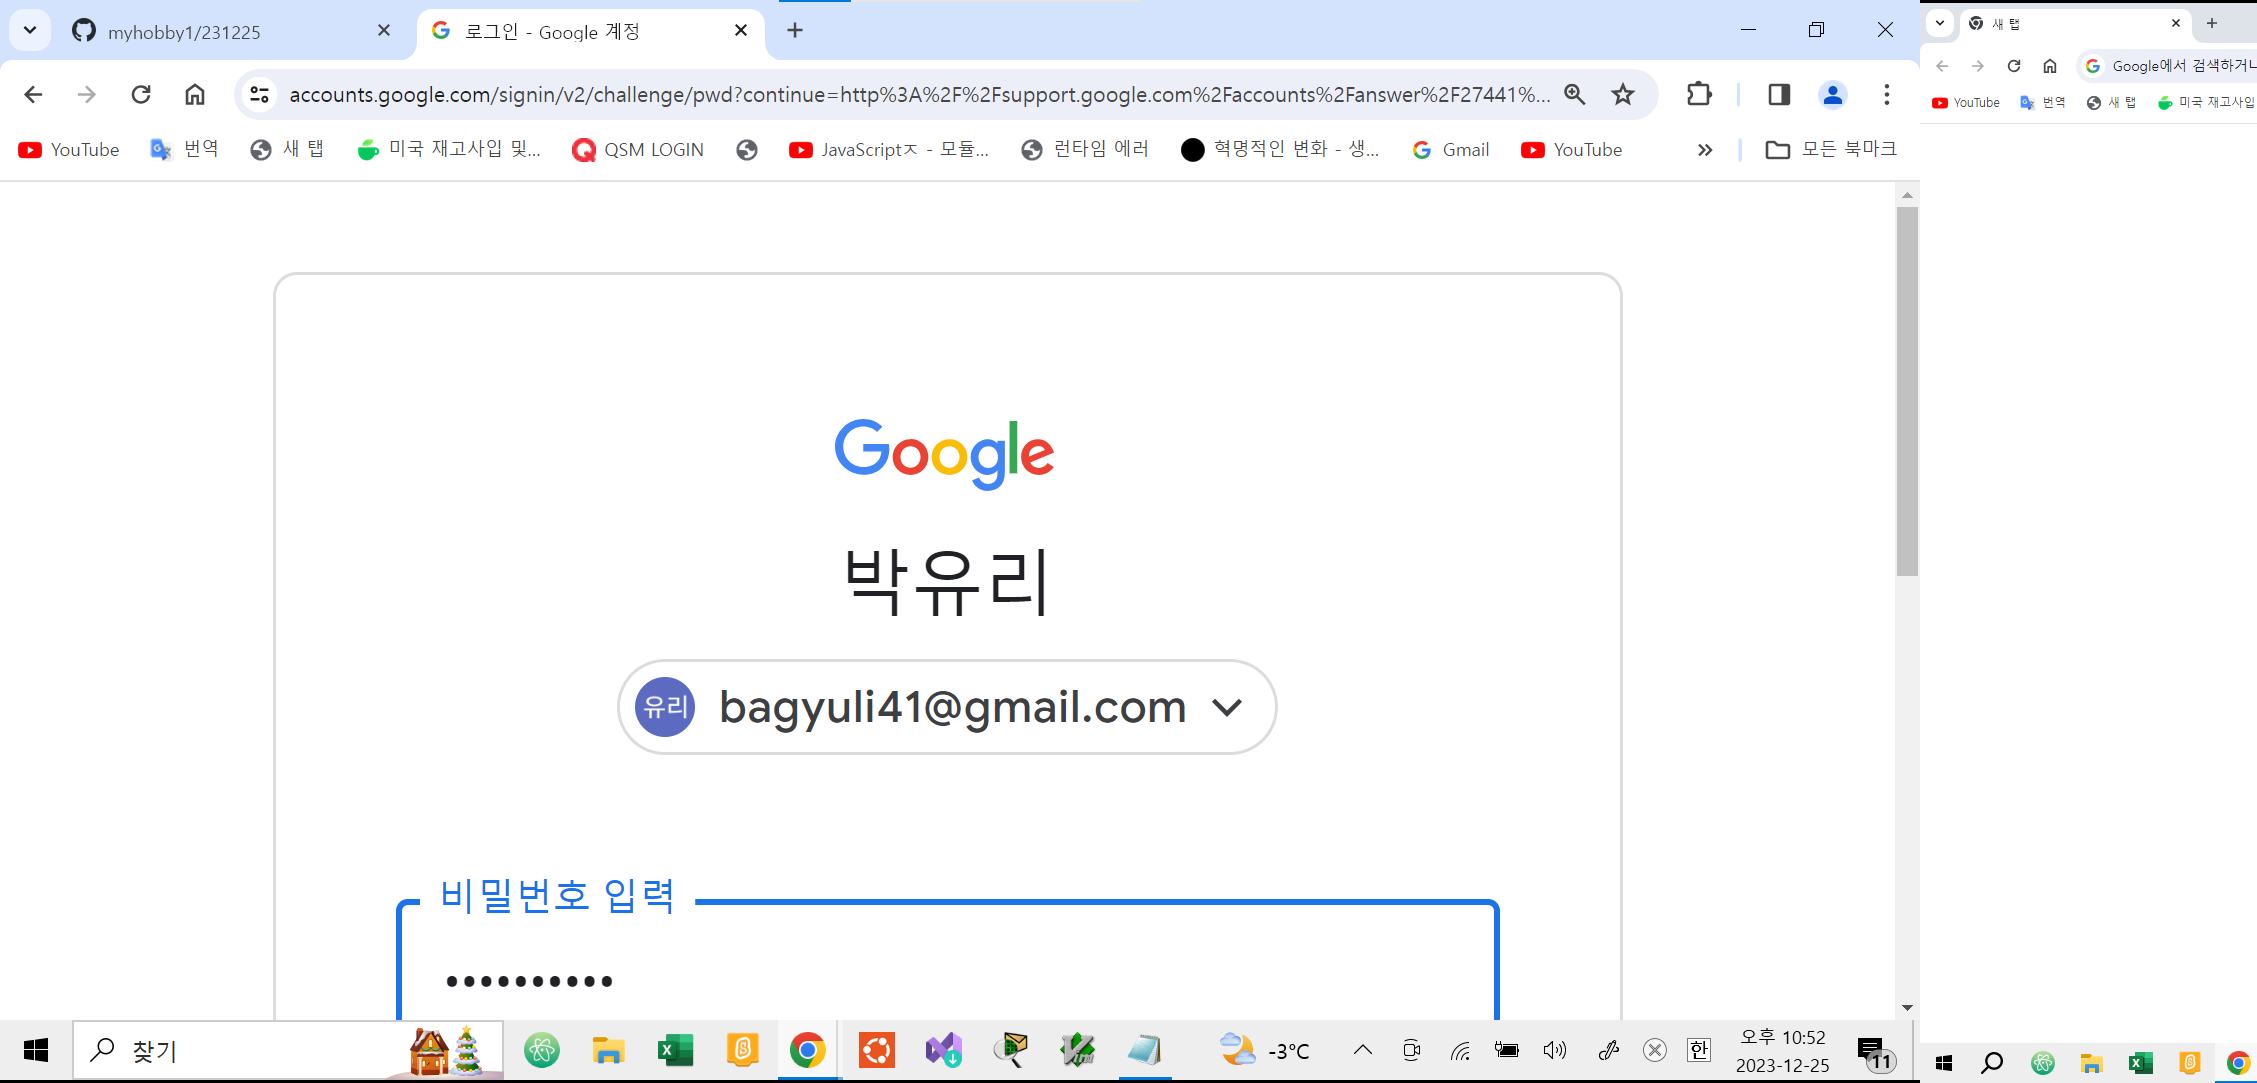 myhobby1/231225
로그인 - Google 계정
accounts.google.com/signin/v2/challenge/pwd?continue=http%3A%2F%2Fsupport.google.com%2Faccounts%2Fanswer%2F27441%...
YouTube
번역
새 탭
미국 재고사입 및...
QSM LOGIN
JavaScriptㅈ - 모듈...
런타임 에러
혁명적인 변화 - 생...
Gmail
YouTube
모든 북마크
Google
박유리
유리
bagyuli41@gmail.com
비밀번호 입력
••••••••••
찾기
-3°C
한
오후 10:52
2023-12-25
11
새 탭
Google에서 검색하거나
YouTube
번역
새 탭
미국 재고사입